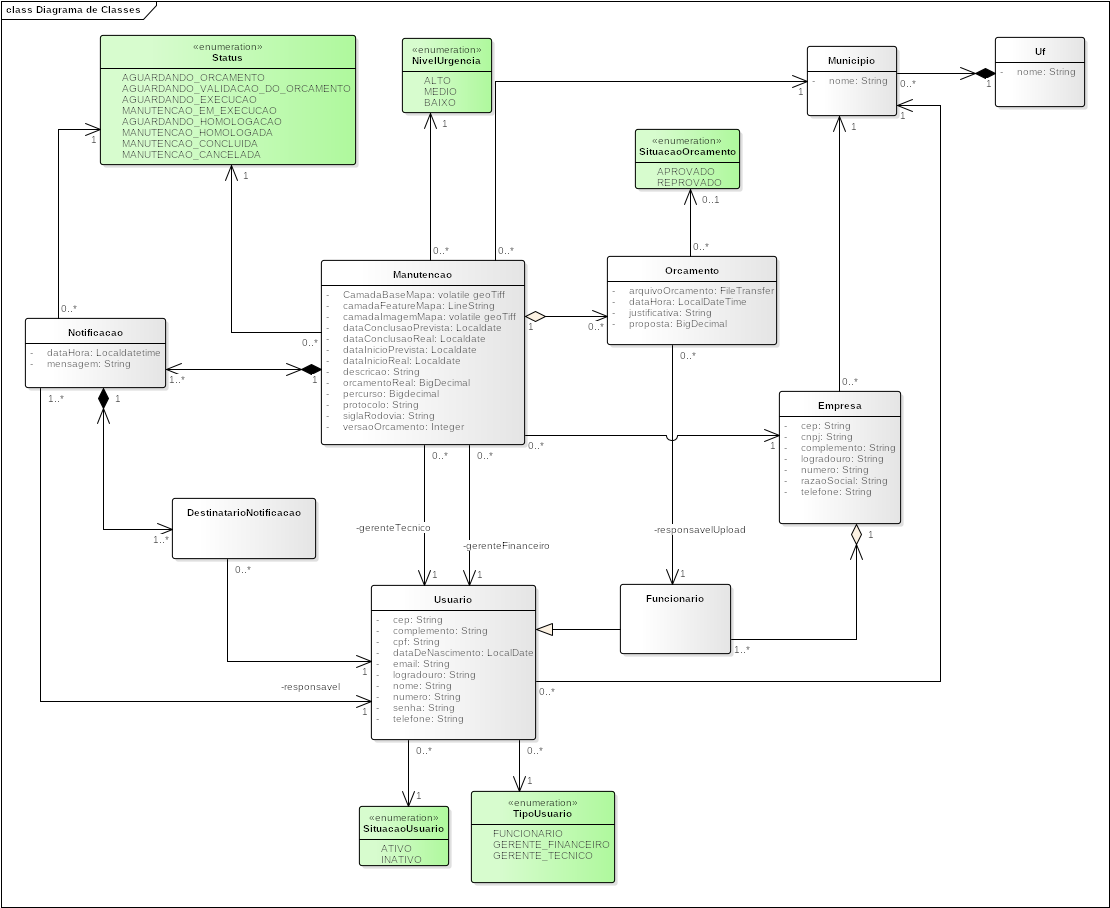 class Diagrama de Classes
«enumeration»
Status
AGUARDANDO_ORCAMENTO
AGUARDANDO_VALIDACAO_DO_ORCAMENTO
AGUARDANDO_EXECUCAO
MANUTENCAO_EM_EXECUCAO
AGUARDANDO_HOMOLOGACAO
MANUTENCAO_HOMOLOGADA
MANUTENCAO_CONCLUIDA
MANUTENCAO_CANCELADA
1
1
«enumeration»
NivelUrgencia
ALTO
MEDIO
BAIXO
1
Municipio
- nome: String
1
0..*
1
1
Uf
- nome: String
1
«enumeration»
SituacaoOrcamento
APROVADO
REPROVADO
0..1
0..*
0..*
0..*
Manutencao
- CamadaBaseMapa: volatile geoTiff
- camadaFeatureMapa: LineString
- camadaImagemMapa: volatile geoTiff
- dataConclusaoPrevista: Localdate
- dataConclusaoReal: Localdate
- dataInicioPrevista: Localdate
- dataInicioReal: Localdate
- descricao: String
- orcamentoReal: BigDecimal
- percurso: Bigdecimal
- protocolo: String
- siglaRodovia: String
- versaoOrcamento: Integer
0..*
1
1
0..*
0..*
0..*
0..*
Orcamento
- arquivoOrcamento: FileTransfer
- dataHora: LocalDateTime
- justificativa: String
- proposta: BigDecimal
0..*
0..*
Notificacao
- dataHora: Localdatetime
- mensagem: String
1..*
1..*
1
0..*
Empresa
- cep: String
- cnpj: String
- complemento: String
- logradouro: String
- numero: String
- razaoSocial: String
- telefone: String
1
1
DestinatarioNotificacao
1..*
0..*
-gerenteTecnico
-gerenteFinanceiro
-responsavelUpload
1
1
1
Usuario
- cep: String
- complemento: String
- cpf: String
- dataDeNascimento: LocalDate
- email: String
- logradouro: String
- nome: String
- numero: String
- senha: String
- telefone: String
Funcionario
1..*
1
-responsavel
1
0..*
0..*
0..*
1
1
«enumeration»
SituacaoUsuario
ATIVO
INATIVO
«enumeration»
TipoUsuario
FUNCIONARIO
GERENTE_FINANCEIRO
GERENTE_TECNICO